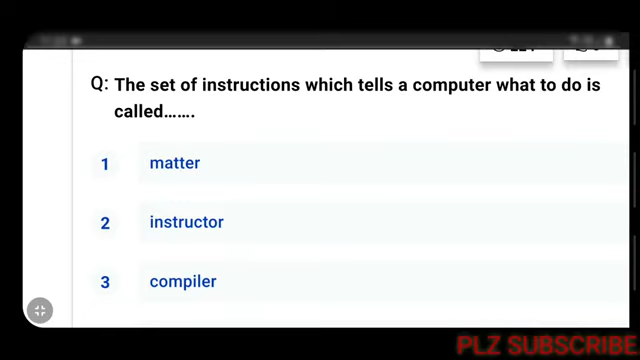 Q: The set of instructions which tells a computer what to do is
called.......
1 matter
2 instructor
3 compiler
PLZ SUBSCRIBE